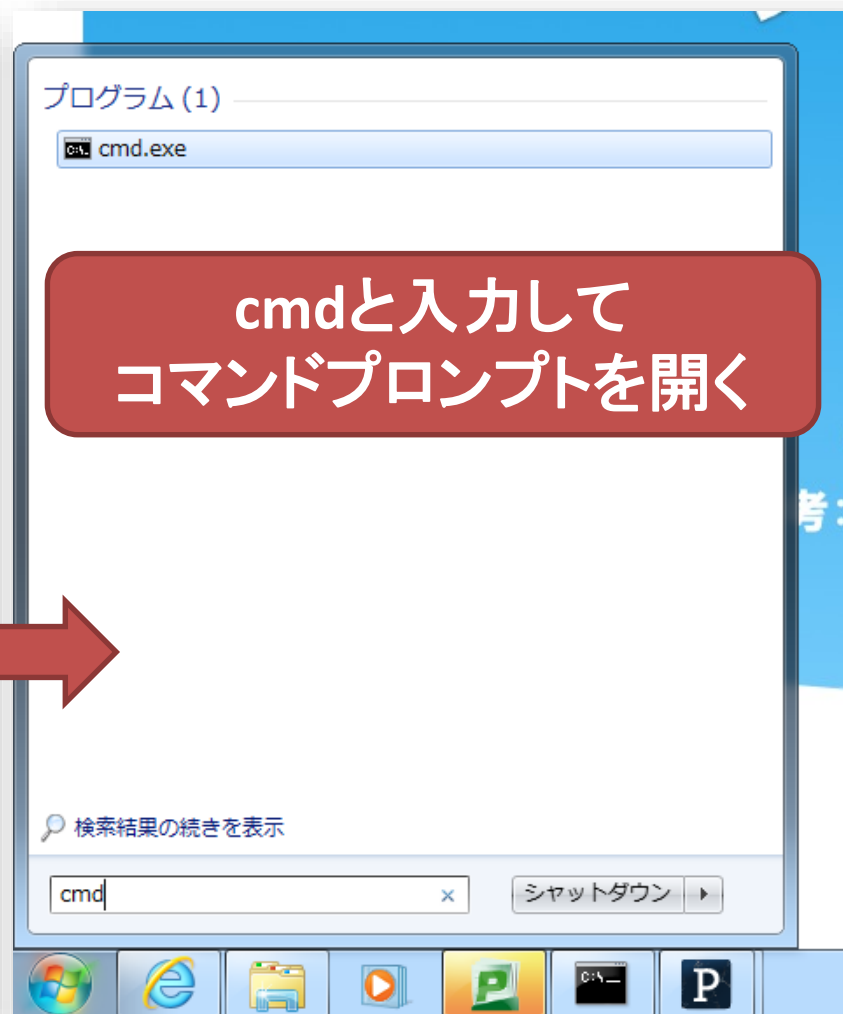 プログラム (1)
cmd.exe
cmdと入力して
コマンドプロンプトを開く
考:
検索結果の続きを表示
cmd
シャットダウン